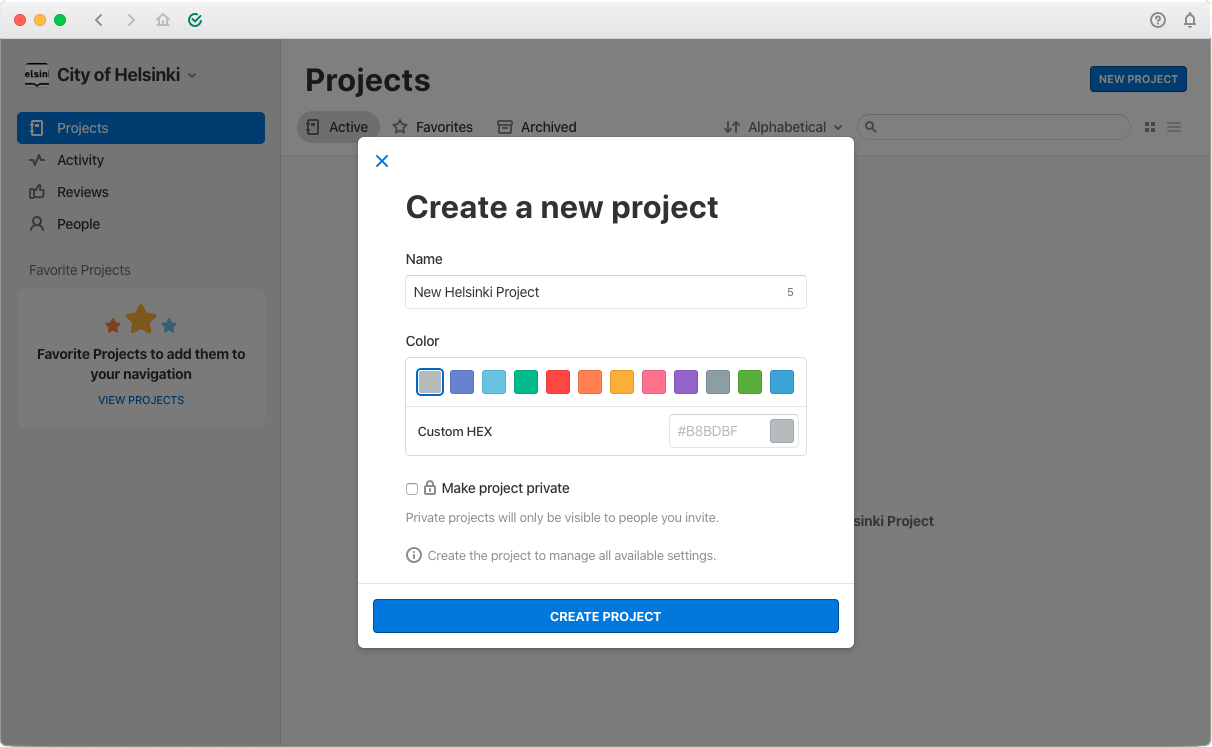 City of Helsinki
Projects
Activity
Reviews
People
Favorite Projects
Favorite Projects to add them to
your navigation
VIEW PROJECTS
Projects
NEW PROJECT
Active
Favorites
Archived
Alphabetical
Create a new project
Name
New Helsinki Project
5
Color
Custom HEX
#B8BDBF
Make project private
Private projects will only be visible to people you invite.
Create the project to manage all available settings.
CREATE PROJECT
sinki Project